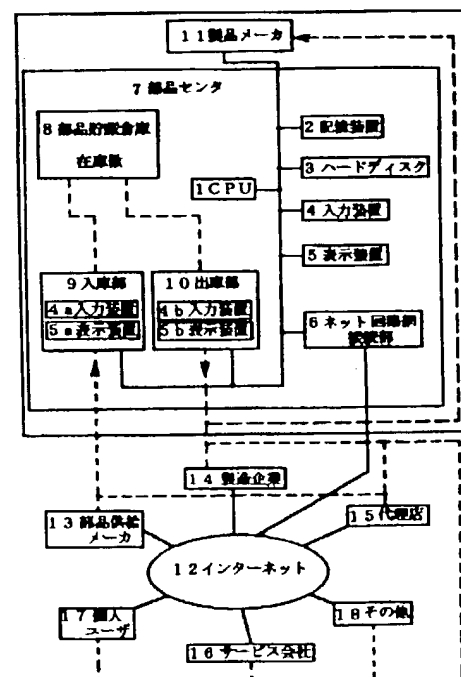 11製品メーカ
7部品センタ
8部品貯蔵倉庫
在庫数
2記憶装置
3ハードディスク
1CPU
4入力装置
5表示装置
9入庫部
4a入力装置
5a表示装置
10出庫部
4b入力装置
5b表示装置
6ネット回路網
接続部
14製造企業
13部品供給
メーカ
15代理店
12インターネット
17個人
ユーザ
18その他
16サービス会社